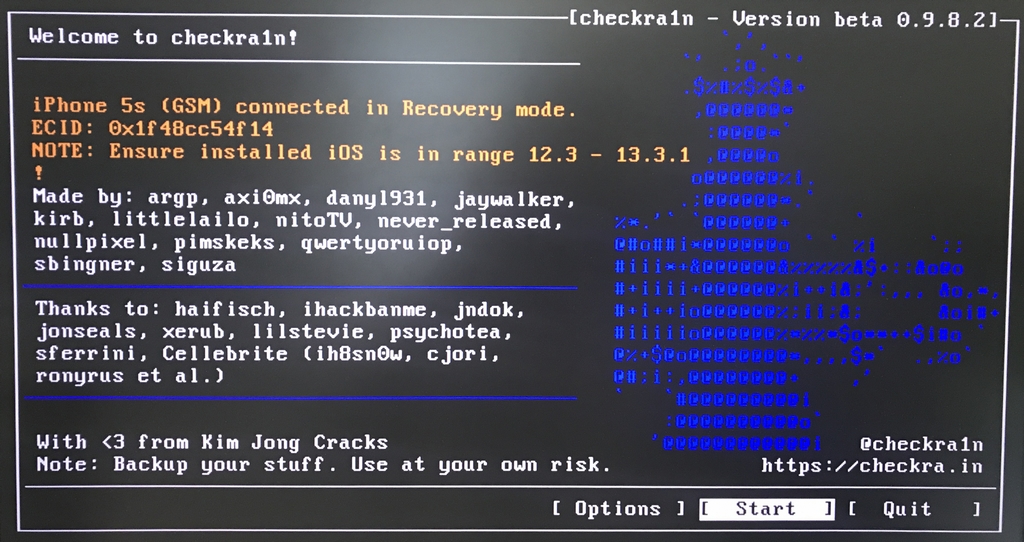 [checkra1n - Version beta 0.9.8.2]
Welcome to checkra1n!
iPhone 5s (GSM) connected in Recovery mode.
ECID: 0x1f48cc54f14
NOTE: Ensure installed iOS is in range 12.3 - 13.3.1
!
Made by: argp, axi0mx, danyl931, jaywalker,
kirb, littlelailo, nitoTV, never_released,
nullpixel, pimskeks, qwertyoruiop,
sbingner, siguza
Thanks to: haifisch, ihackbanme, jndok,
jonseals, xerub, lilstevie, psychotea,
sferrini, Cellebrite (ih8sn0w, cjori,
ronyrus et al.)
With <3 from Kim Jong Cracks
Note: Backup your stuff. Use at your own risk.
@checkra1n
https://checkra.in
[ Options ] [ Start ] [ Quit ]